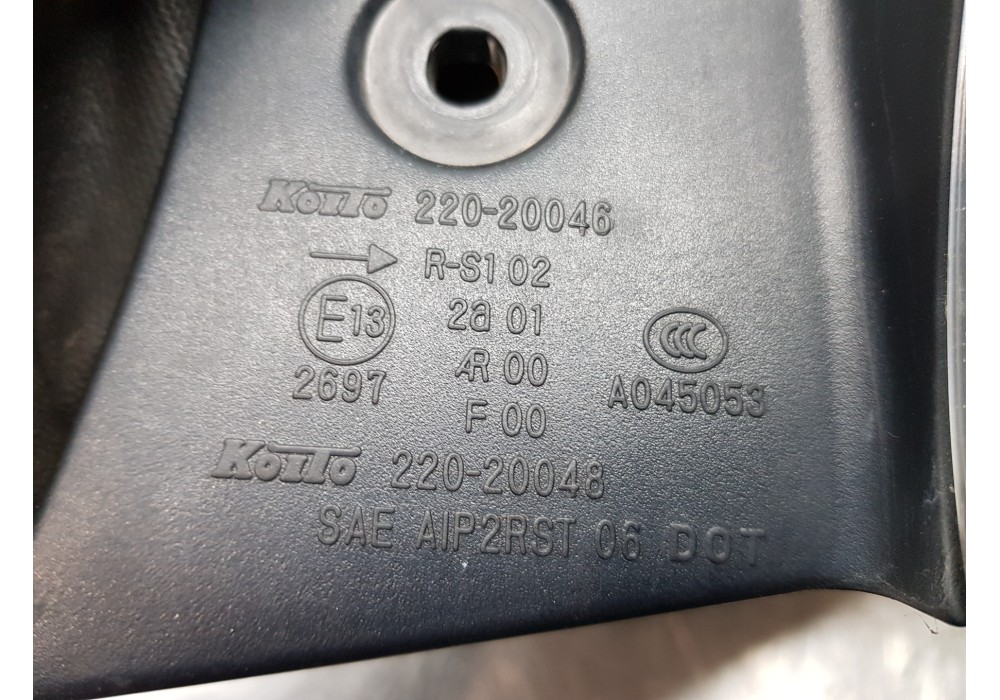 KOITO 220-20046
→ R-S1 02
E13 2a 01
2697 AR 00
F 00
CCC
A045053
KOITO 220-20048
SAE AIP2RST 06 DOT